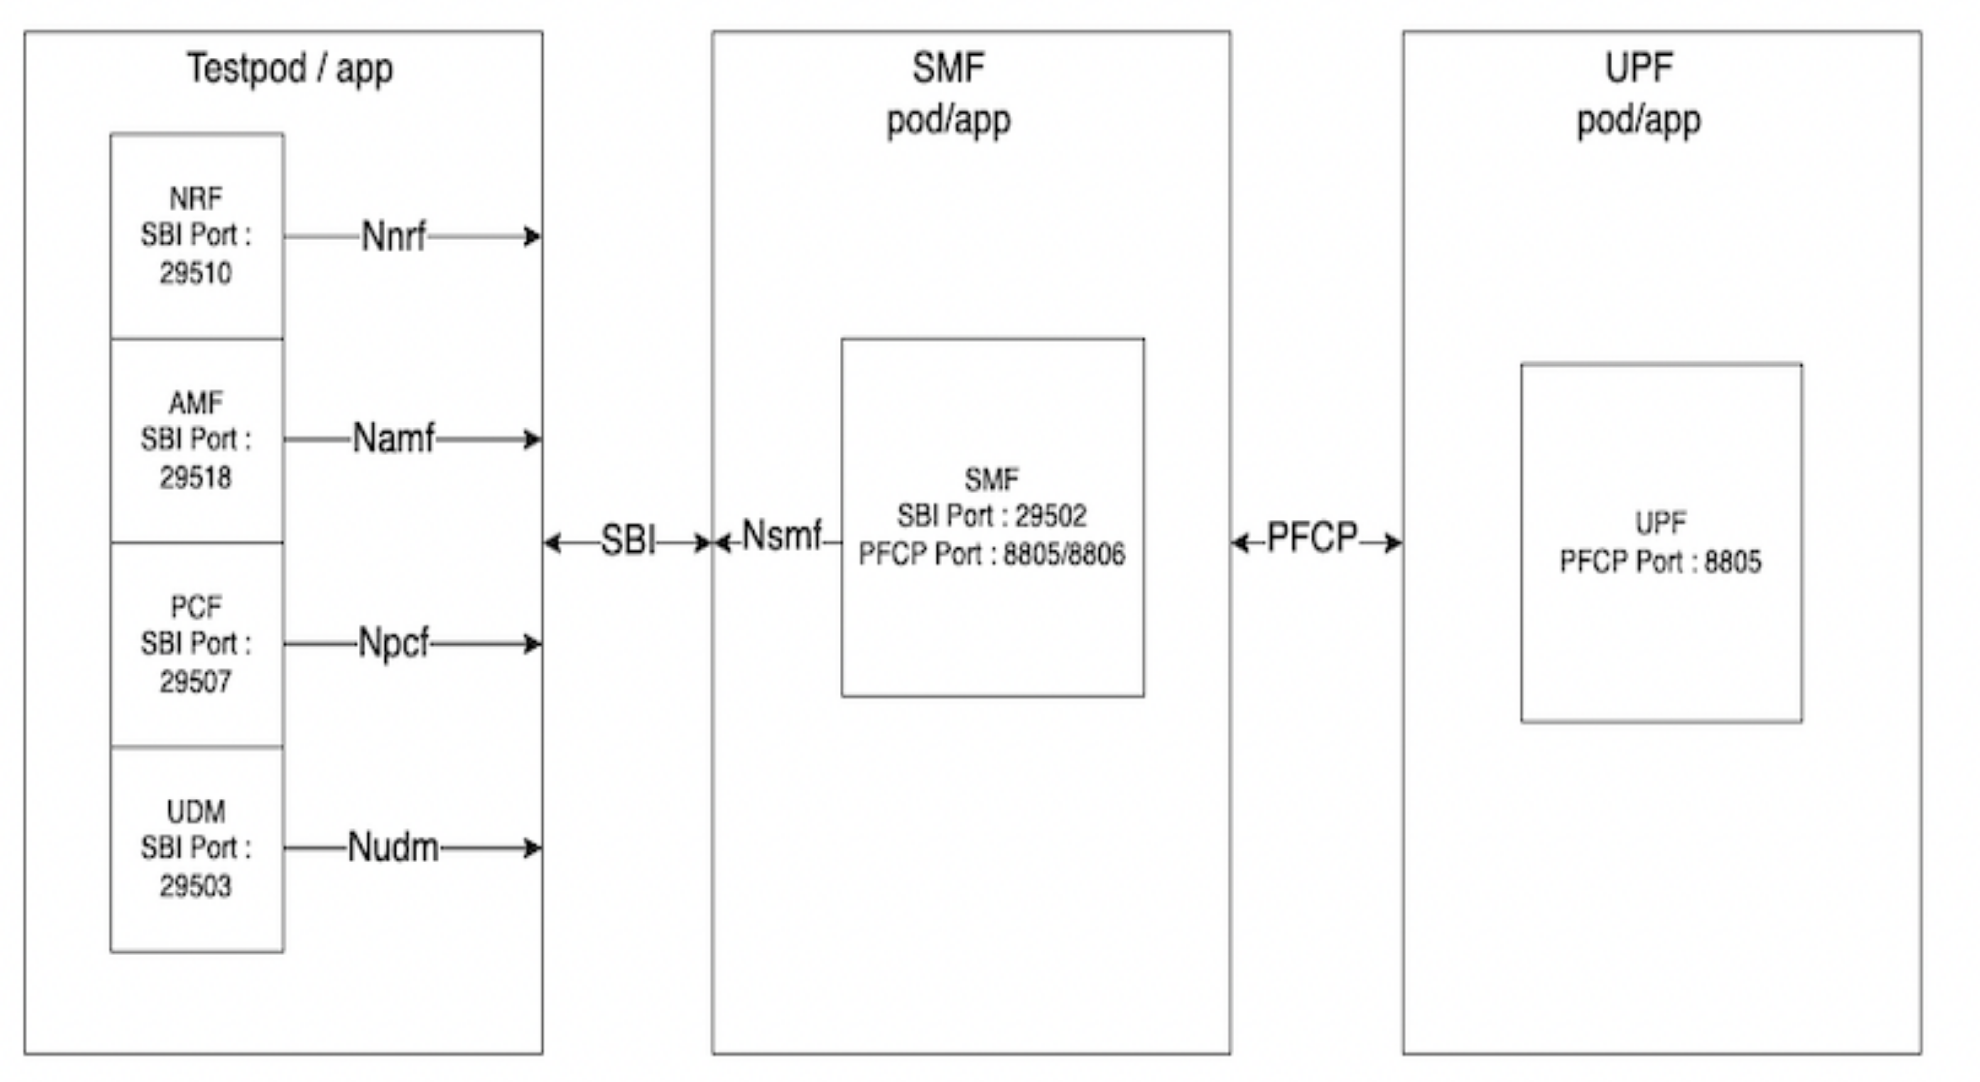 Testpod / app
NRF
SBI Port :
29510
Nnrf
AMF
SBI Port :
29518
Namf
PCF
SBI Port :
29507
Npcf
UDM
SBI Port :
29503
Nudm
SBI
SMF
pod/app
Nsmf
SMF
SBI Port : 29502
PFCP Port : 8805/8806
PFCP
UPF
pod/app
UPF
PFCP Port : 8805